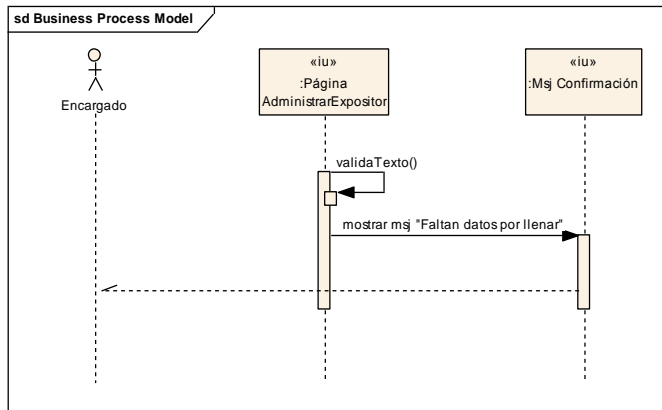 sd Business Process Model
Encargado
«iu»
:Página
AdministrarExpositor
«iu»
:Msj Confirmación
validaTexto()
mostrar msj "Faltan datos por llenar"